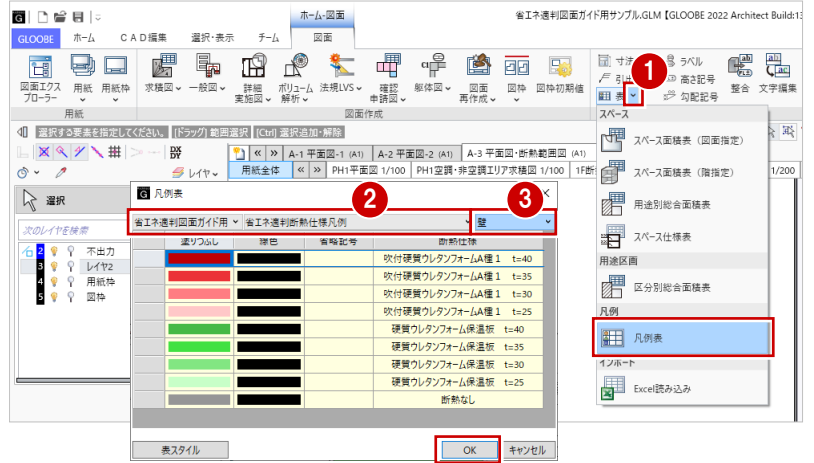 ホーム-図面
省エネ適判図面ガイド用サンプル.GLM【GLOOBE 2022 Architect Build:13
GLOOBE ホーム CAD編集 選択・表示 チーム 図面
図面エクスプローラー 用紙 用紙枠 求積図 一般図 詳細実施図 ボリューム解析 法規LVS 確認申請図 躯体図 図面再作成 図枠 図枠初期値
寸法 ラベル
引出 高さ記号
表 勾配記号
整合 文字編集
用紙 図面作成
1
選択する要素を指定してください。 [ドラッグ] 範囲選択 [Ctrl] 選択追加・解除
A-1 平面図-1 (A1) A-2 平面図-2 (A1) A-3 平面図・断熱範囲図 (A1)
レイヤ 用紙全体 PH1平面図 1/100 PH1空調・非空調エリア求積図 1/100 1F断 1/200
選択
次のレイヤを検索
2 不出力
3 レイヤ2
4 用紙枠
5 図枠
凡例表
2
3
省エネ適判図面ガイド用 省エネ適判断熱仕様凡例 壁
塗りつぶし 線色 省略記号 断熱仕様
吹付硬質ウレタンフォームA種1 t=40
吹付硬質ウレタンフォームA種1 t=35
吹付硬質ウレタンフォームA種1 t=30
吹付硬質ウレタンフォームA種1 t=25
硬質ウレタンフォーム保温板 t=40
硬質ウレタンフォーム保温板 t=35
硬質ウレタンフォーム保温板 t=30
硬質ウレタンフォーム保温板 t=25
断熱なし
表スタイル OK キャンセル
スペース
スペース面積表（図面指定）
スペース面積表（階指定）
用途別総合面積表
スペース仕様表
用途区画
区分別総合面積表
凡例
凡例表
インポート
Excel読み込み